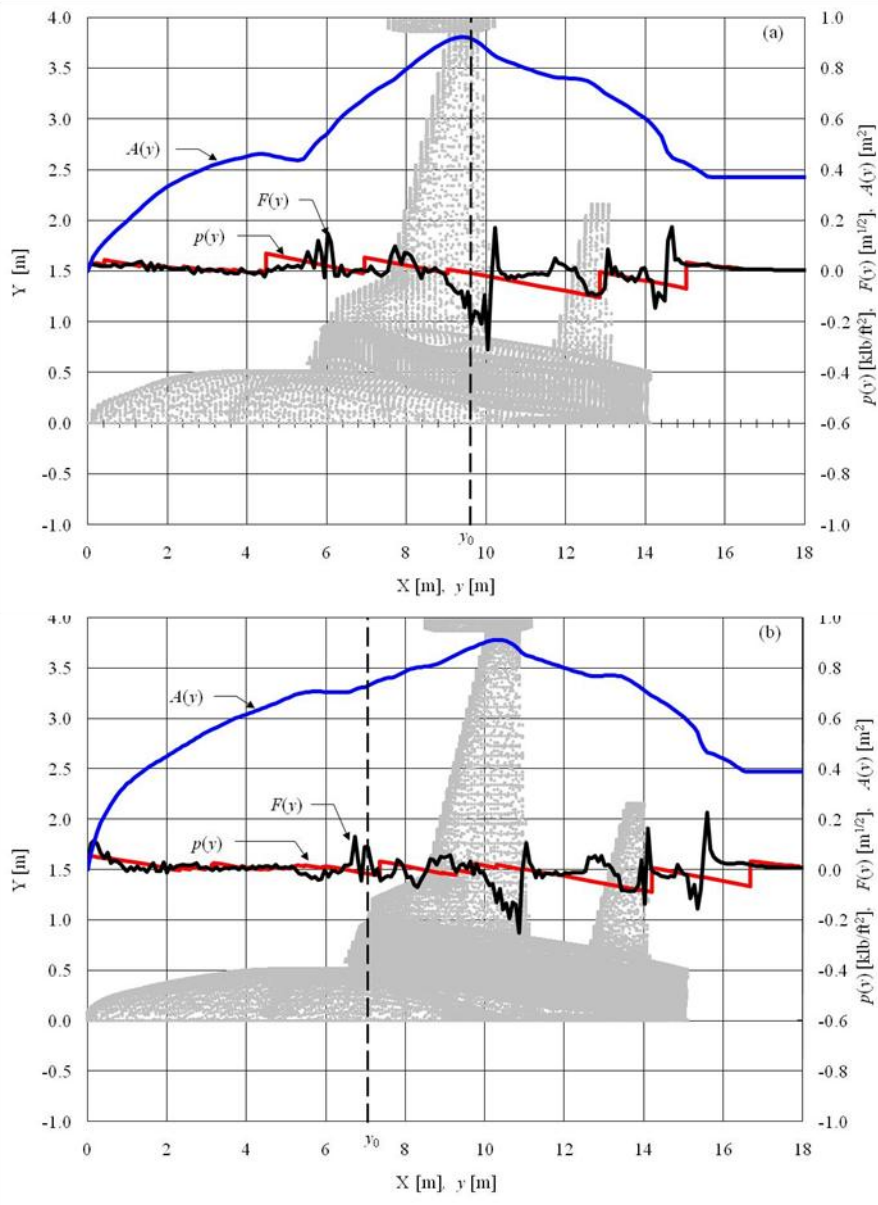 4.0
3.5
3.0
2.5
2.0
1.5
1.0
0.5
0.0
-0.5
-1.0
Y [m]
(a)
A(y)
F(y)
p(y)
1.0
0.8
0.6
0.4
0.2
0.0
-0.2
-0.4
-0.6
-0.8
-1.0
p(y) [klb/ft²], F(y) [m¹ᐟ²], A(y) [m²]
y₀
0 2 4 6 8 10 12 14 16 18
X [m], y [m]
4.0
3.5
3.0
2.5
2.0
1.5
1.0
0.5
0.0
-0.5
-1.0
Y [m]
(b)
A(y)
F(y)
p(y)
1.0
0.8
0.6
0.4
0.2
0.0
-0.2
-0.4
-0.6
-0.8
-1.0
p(y) [klb/ft²], F(y) [m¹ᐟ²], A(y) [m²]
y₀
0 2 4 6 8 10 12 14 16 18
X [m], y [m]